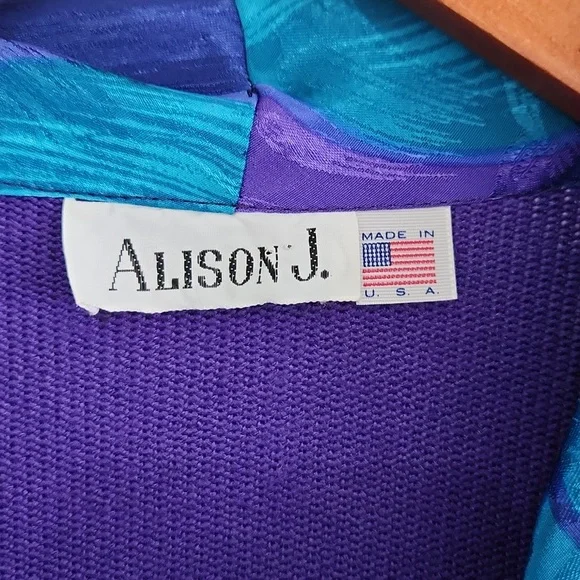 ALISON J.
MADE IN
U. S. A.